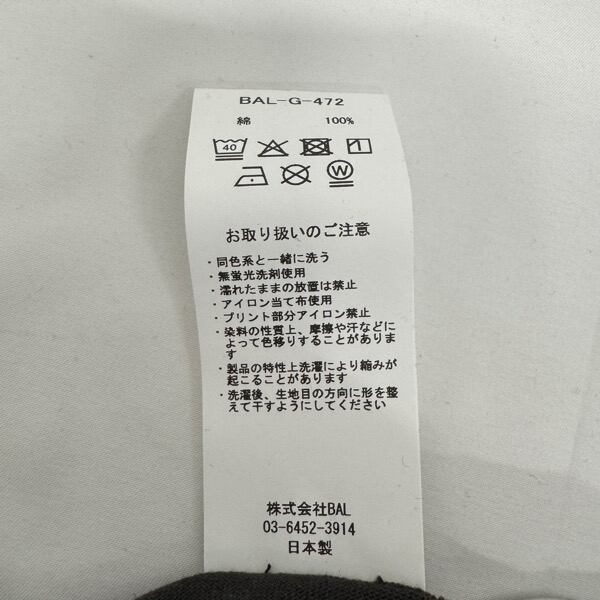 BAL-G-472
綿 100%
40
W
お取り扱いのご注意
・同色系と一緒に洗う
・無蛍光洗剤使用
・濡れたままの放置は禁止
・アイロン当て布使用
・プリント部分アイロン禁止
・染料の性質上、摩擦や汗などに
よって色移りすることがありま
す
・製品の特性上洗濯により縮みが
起こることがあります
・洗濯後、生地目の方向に形を整
えて干すようにしてください
株式会社BAL
03-6452-3914
日本製